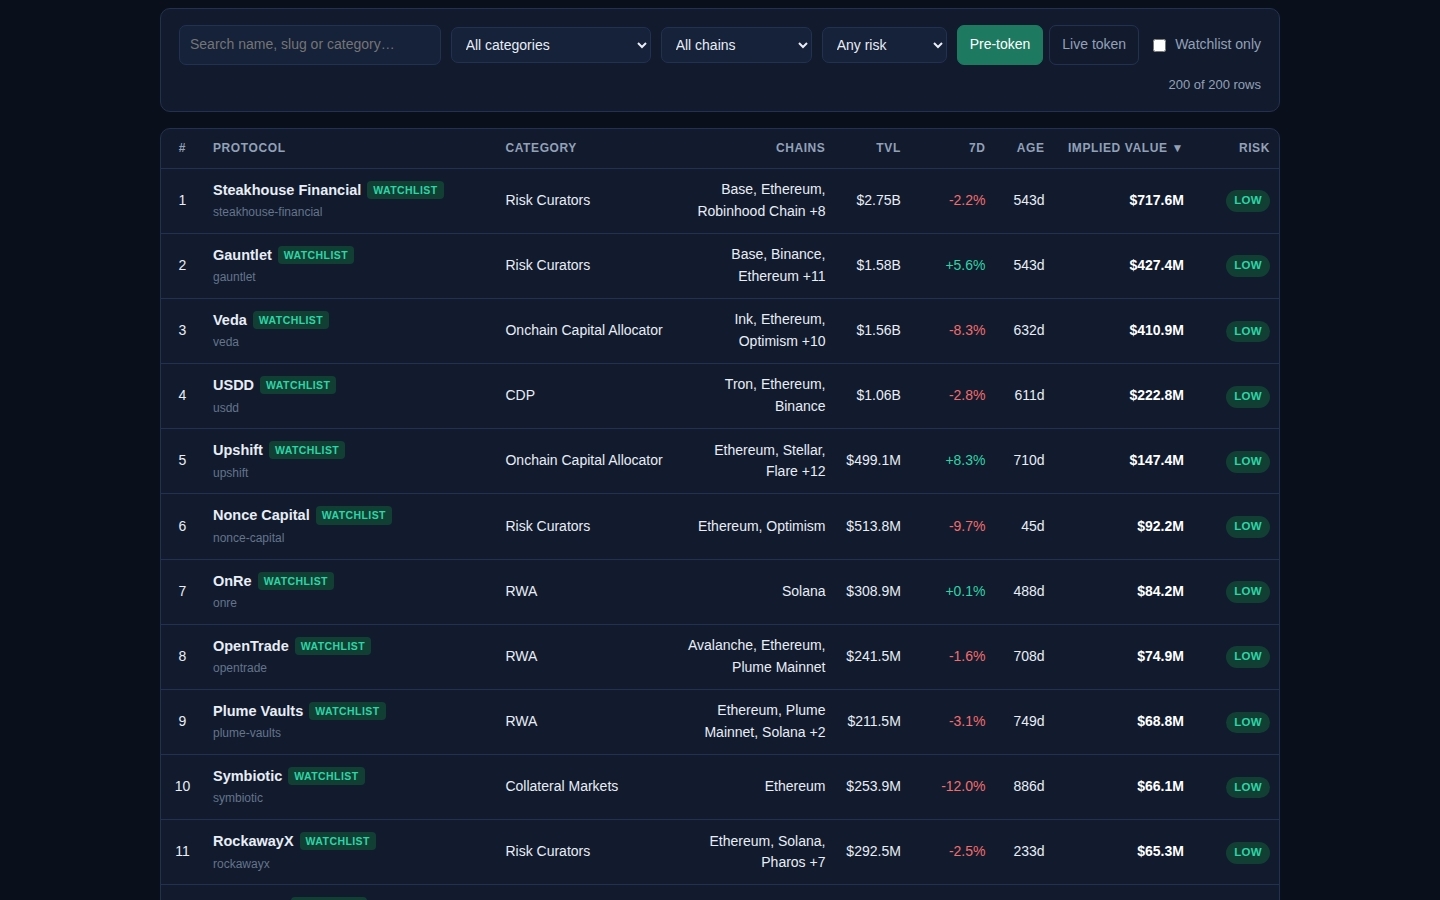 Search name, slug or category…
All categories
All chains
Any risk
Pre-token
Live token
Watchlist only
200 of 200 rows
# PROTOCOL CATEGORY CHAINS TVL 7D AGE IMPLIED VALUE ▼ RISK
1 Steakhouse Financial WATCHLIST
steakhouse-financial
Risk Curators
Base, Ethereum,
Robinhood Chain +8
$2.75B -2.2% 543d $717.6M LOW
2 Gauntlet WATCHLIST
gauntlet
Risk Curators
Base, Binance,
Ethereum +11
$1.58B +5.6% 543d $427.4M LOW
3 Veda WATCHLIST
veda
Onchain Capital Allocator
Ink, Ethereum,
Optimism +10
$1.56B -8.3% 632d $410.9M LOW
4 USDD WATCHLIST
usdd
CDP
Tron, Ethereum,
Binance
$1.06B -2.8% 611d $222.8M LOW
5 Upshift WATCHLIST
upshift
Onchain Capital Allocator
Ethereum, Stellar,
Flare +12
$499.1M +8.3% 710d $147.4M LOW
6 Nonce Capital WATCHLIST
nonce-capital
Risk Curators
Ethereum, Optimism
$513.8M -9.7% 45d $92.2M LOW
7 OnRe WATCHLIST
onre
RWA
Solana
$308.9M +0.1% 488d $84.2M LOW
8 OpenTrade WATCHLIST
opentrade
RWA
Avalanche, Ethereum,
Plume Mainnet
$241.5M -1.6% 708d $74.9M LOW
9 Plume Vaults WATCHLIST
plume-vaults
RWA
Ethereum, Plume
Mainnet, Solana +2
$211.5M -3.1% 749d $68.8M LOW
10 Symbiotic WATCHLIST
symbiotic
Collateral Markets
Ethereum
$253.9M -12.0% 886d $66.1M LOW
11 RockawayX WATCHLIST
rockawayx
Risk Curators
Ethereum, Solana,
Pharos +7
$292.5M -2.5% 233d $65.3M LOW